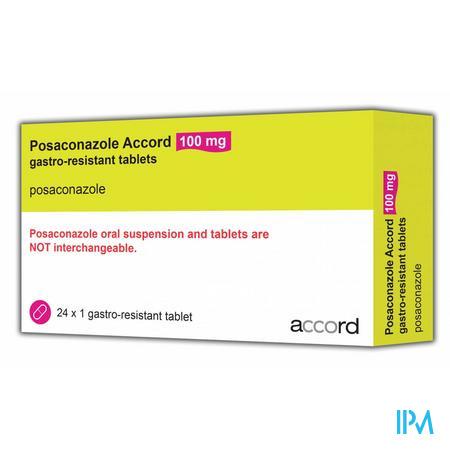 Posaconazole Accord 100 mg
gastro-resistant tablets
posaconazole
Posaconazole oral suspension and tablets are
NOT interchangeable.
24 x 1 gastro-resistant tablet
accord
Posaconazole Accord 100 mg
gastro-resistant tablets
posaconazole
IPM